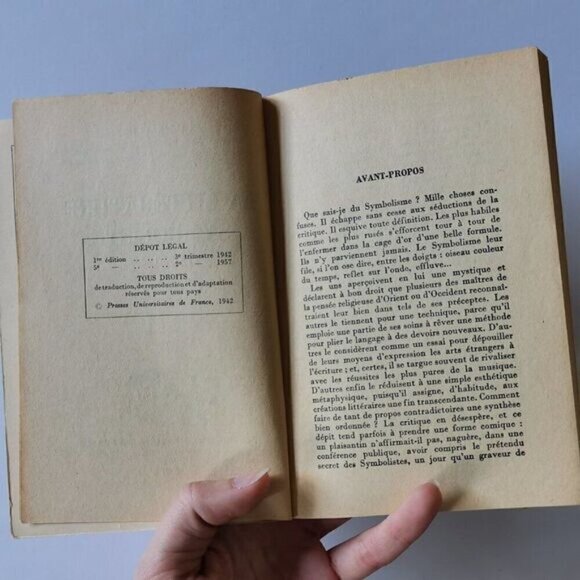 DÉPOT LÉGAL
1re édition .. .. .. 3e trimestre 1942
5e — .. .. .. 2e — 1957
TOUS DROITS
de traduction, de reproduction et d'adaptation
réservés pour tous pays
© Presses Universitaires de France, 1942
AVANT-PROPOS
Que sais-je du Symbolisme ? Mille choses con-
fuses. Il échappe sans cesse aux séductions de la
critique. Il esquive toute définition. Les plus habiles
comme les plus rusés s'efforcent tour à tour de
l'enfermer dans la cage d'or d'une belle formule.
Ils n'y parviennent jamais. Le Symbolisme leur
file, si l'on ose dire, entre les doigts : oiseau couleur
du temps, reflet sur l'onde, effluve...
Les uns aperçoivent en lui une mystique et
déclarent à bon droit que plusieurs des maîtres de
la pensée religieuse d'Orient ou d'Occident reconnaî-
traient leur bien dans tels de ses préceptes. Les
autres le tiennent pour une technique, parce qu'il
emploie une partie de ses soins à rêver une méthode
pour plier le langage à des devoirs nouveaux. D'au-
tres le considèrent comme un essai pour dépouiller
de leurs moyens d'expression les arts étrangers à
l'écriture ; et, certes, il se targue souvent de rivaliser
avec les réussites les plus pures de la musique.
D'autres enfin le réduisent à une simple esthétique
métaphysique, puisqu'il assigne, d'habitude, aux
créations littéraires une fin transcendante. Comment
faire de tant de propos contradictoires une synthèse
bien ordonnée ? La critique en désespère, et ce
dépit tend parfois à prendre une forme comique :
un plaisantin n'affirmait-il pas, naguère, dans une
conférence publique, avoir compris le prétendu
secret des Symbolistes, un jour qu'un graveur de